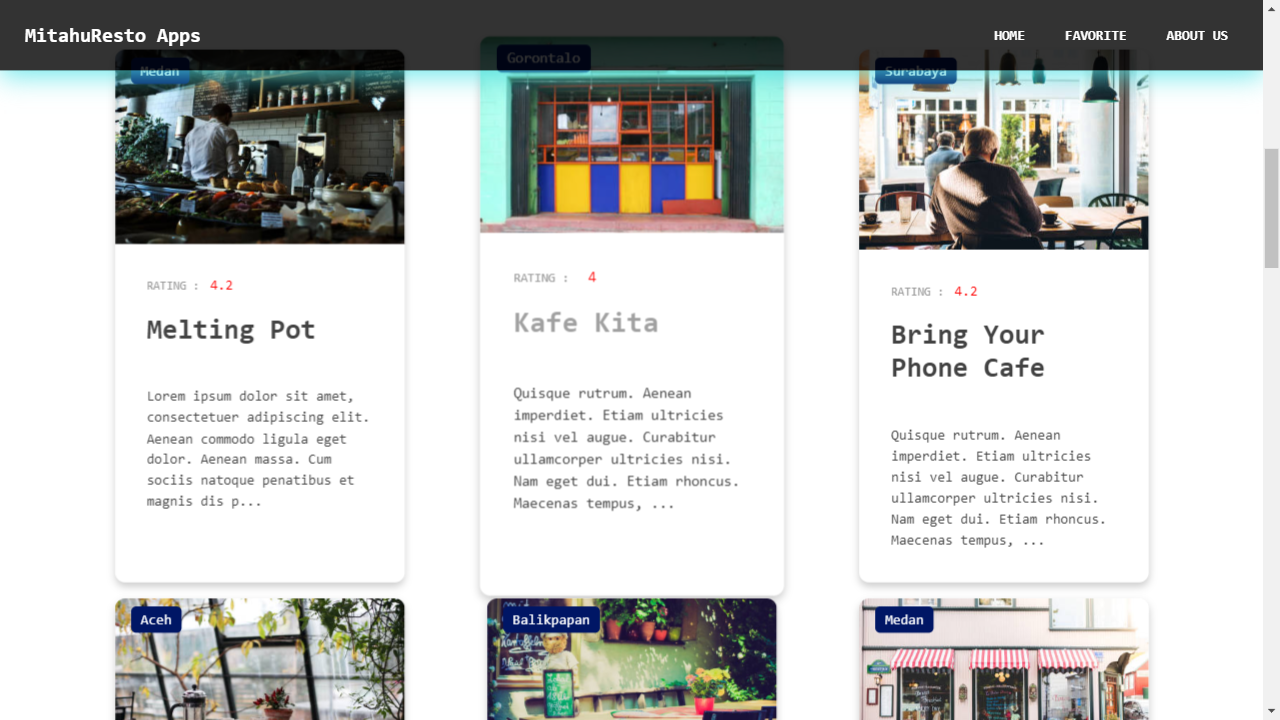 MitahuResto Apps
HOME FAVORITE ABOUT US
Medan
RATING : 4.2
Melting Pot
Lorem ipsum dolor sit amet,
consectetuer adipiscing elit.
Aenean commodo ligula eget
dolor. Aenean massa. Cum
sociis natoque penatibus et
magnis dis p...
Gorontalo
RATING : 4
Kafe Kita
Quisque rutrum. Aenean
imperdiet. Etiam ultricies
nisi vel augue. Curabitur
ullamcorper ultricies nisi.
Nam eget dui. Etiam rhoncus.
Maecenas tempus, ...
Surabaya
RATING : 4.2
Bring Your
Phone Cafe
Quisque rutrum. Aenean
imperdiet. Etiam ultricies
nisi vel augue. Curabitur
ullamcorper ultricies nisi.
Nam eget dui. Etiam rhoncus.
Maecenas tempus, ...
Aceh
Balikpapan
Medan